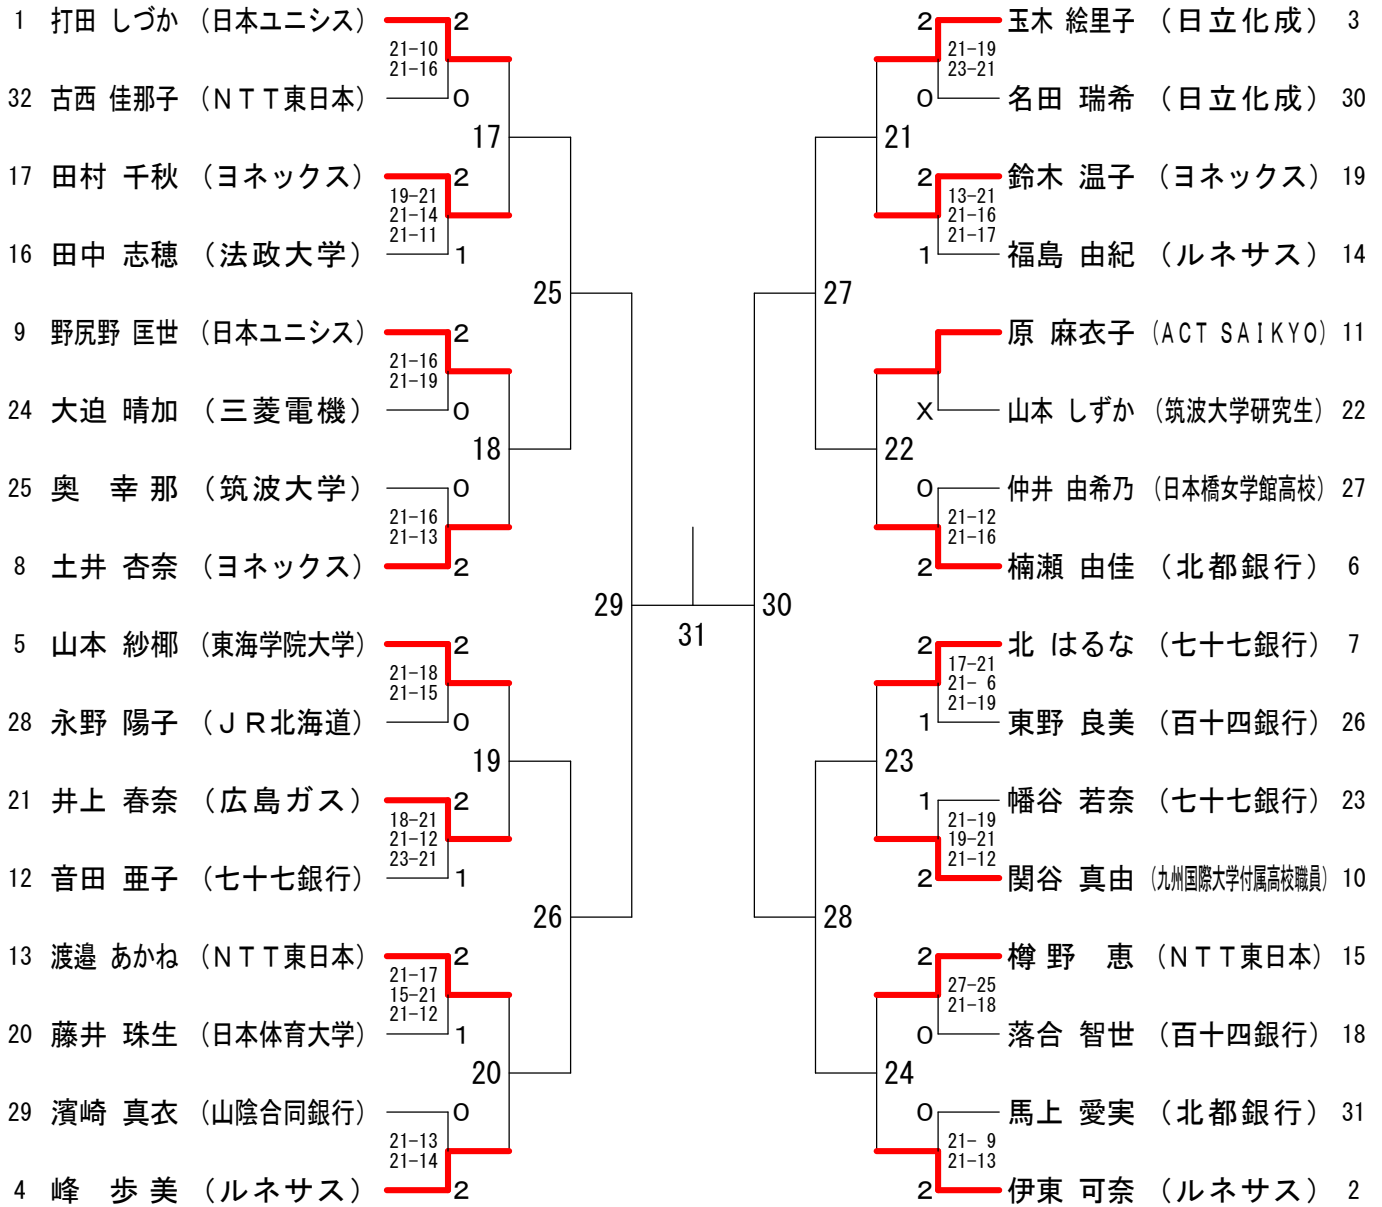 1 打田 しづか （日本ユニシス） 2
21-10
21-16
32 古西 佳那子 （ＮＴＴ東日本） 0
17
17 田村 千秋 （ヨネックス） 2
19-21
21-14
21-11
16 田中 志穂 （法政大学） 1
25
9 野尻野 匡世 （日本ユニシス） 2
21-16
21-19
24 大迫 晴加 （三菱電機） 0
18
25 奥 幸那 （筑波大学） 0
21-16
21-13
8 土井 杏奈 （ヨネックス） 2
29
5 山本 紗椰 （東海学院大学） 2
21-18
21-15
28 永野 陽子 （ＪＲ北海道） 0
19
21 井上 春奈 （広島ガス） 2
18-21
21-12
23-21
12 音田 亜子 （七十七銀行） 1
26
13 渡邉 あかね （ＮＴＴ東日本） 2
21-17
15-21
21-12
20 藤井 珠生 （日本体育大学） 1
20
29 濱崎 真衣 （山陰合同銀行） 0
21-13
21-14
4 峰 歩美 （ルネサス） 2
31
2 玉木 絵里子 （日立化成） 3
21-19
23-21
0 名田 瑞希 （日立化成） 30
21
2 鈴木 温子 （ヨネックス） 19
13-21
21-16
21-17
1 福島 由紀 （ルネサス） 14
27
原 麻衣子 （ACT SAIKYO） 11
X 山本 しずか （筑波大学研究生） 22
22
0 仲井 由希乃 （日本橋女学館高校） 27
21-12
21-16
2 楠瀬 由佳 （北都銀行） 6
30
2 北 はるな （七十七銀行） 7
17-21
21- 6
21-19
1 東野 良美 （百十四銀行） 26
23
1 幡谷 若奈 （七十七銀行） 23
21-19
19-21
21-12
2 関谷 真由 （九州国際大学付属高校職員） 10
28
2 樽野 恵 （ＮＴＴ東日本） 15
27-25
21-18
0 落合 智世 （百十四銀行） 18
24
0 馬上 愛実 （北都銀行） 31
21- 9
21-13
2 伊東 可奈 （ルネサス） 2